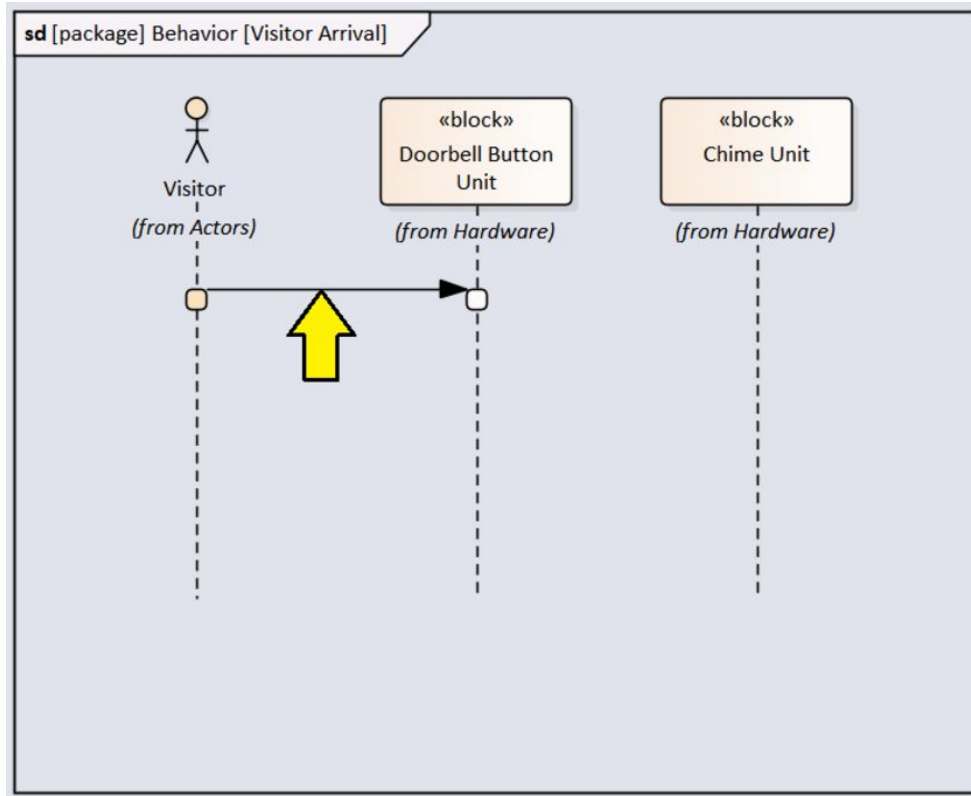 sd [package] Behavior [Visitor Arrival]
Visitor
(from Actors)
«block»
Doorbell Button
Unit
(from Hardware)
«block»
Chime Unit
(from Hardware)